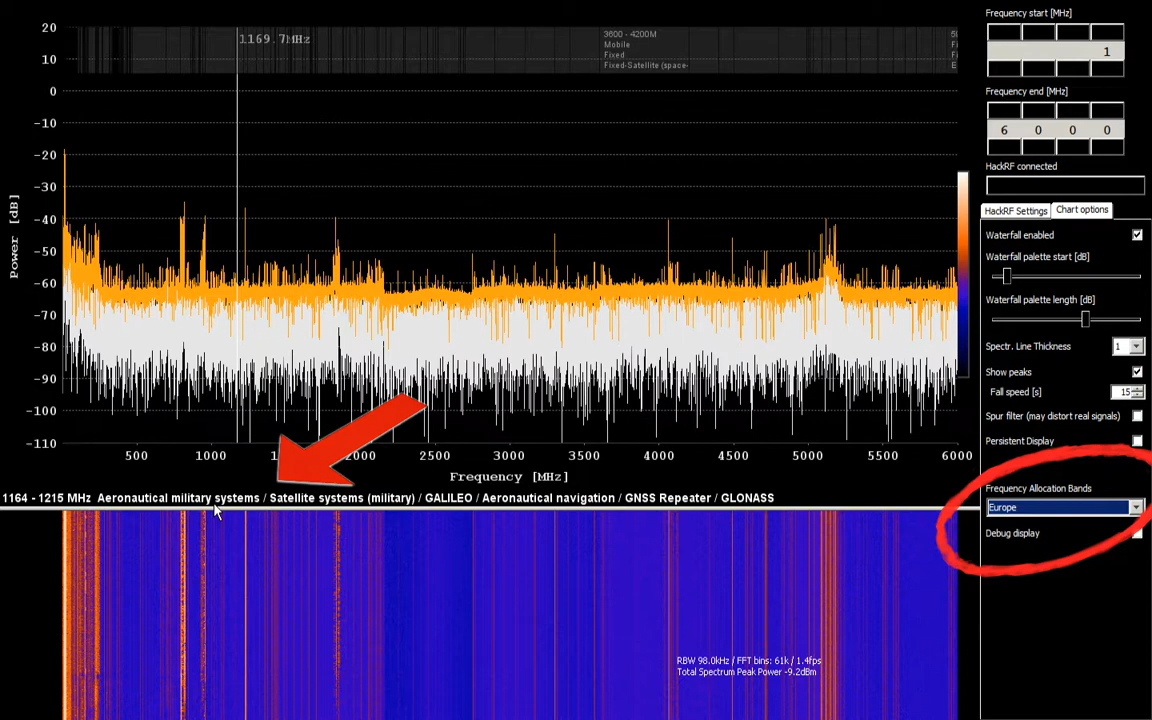 20
10
0
-10
-20
-30
-40
-50
-60
-70
-80
-90
-100
-110
Power [dB]
1169.7MHz
3600 - 4200M
Mobile
Fixed
Fixed-Satellite (space-
50
Fi
Fi
E
500
1000
2000
2500
3000
3500
4000
4500
5000
5500
6000
Frequency [MHz]
1164 - 1215 MHz Aeronautical military systems / Satellite systems (military) / GALILEO / Aeronautical navigation / GNSS Repeater / GLONASS
RBW 98.0kHz / FFT bins: 61k / 1.4fps
Total Spectrum Peak Power -9.2dBm
Frequency start [MHz]
1
Frequency end [MHz]
6 0 0 0
HackRF connected
HackRF Settings Chart options
Waterfall enabled
Waterfall palette start [dB]
Waterfall palette length [dB]
Spectr. Line Thickness 1
Show peaks
Fall speed [s] 15
Spur filter (may distort real signals)
Persistent Display
Frequency Allocation Bands
Europe
Debug display